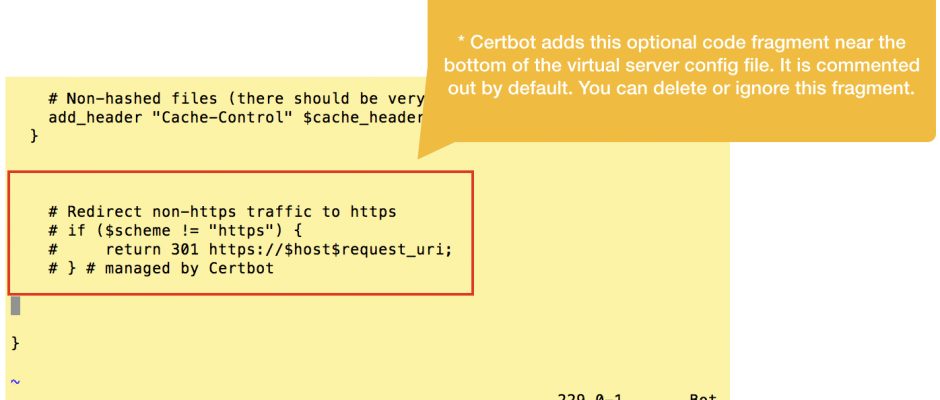 * Certbot adds this optional code fragment near the
bottom of the virtual server config file. It is commented
out by default. You can delete or ignore this fragment.
# Non-hashed files (there should be very
add_header "Cache-Control" $cache_header
}
# Redirect non-https traffic to https
# if ($scheme != "https") {
#     return 301 https://$host$request_uri;
# } # managed by Certbot
}
~
229,0-1 Bot